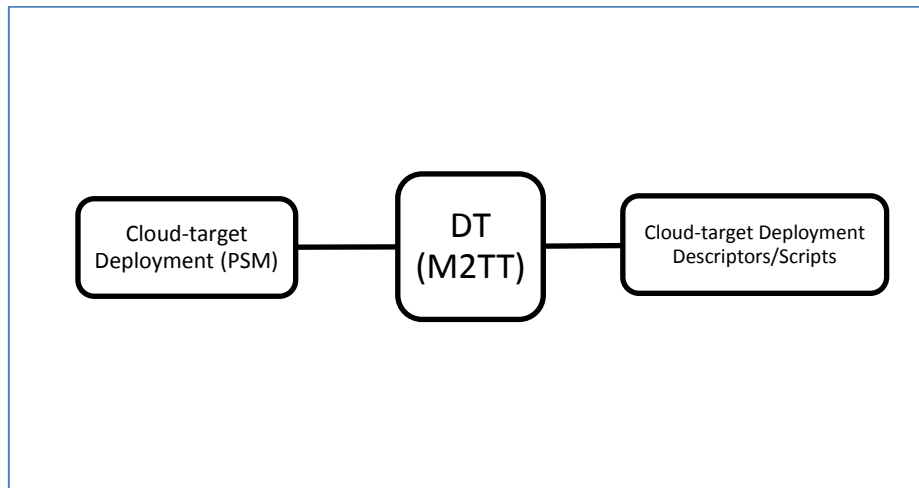 Cloud-target
Deployment (PSM)
DT
(M2TT)
Cloud-target Deployment
Descriptors/Scripts